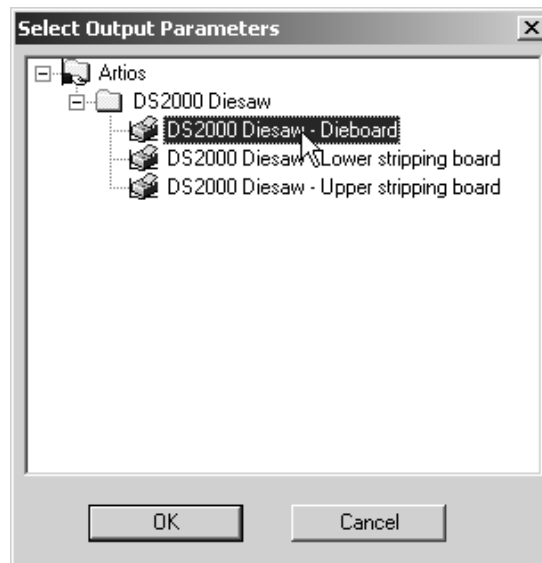 Select Output Parameters
Artios
DS2000 Diesaw
DS2000 Diesaw - Dieboard
DS2000 Diesaw - Lower stripping board
DS2000 Diesaw - Upper stripping board
OK Cancel